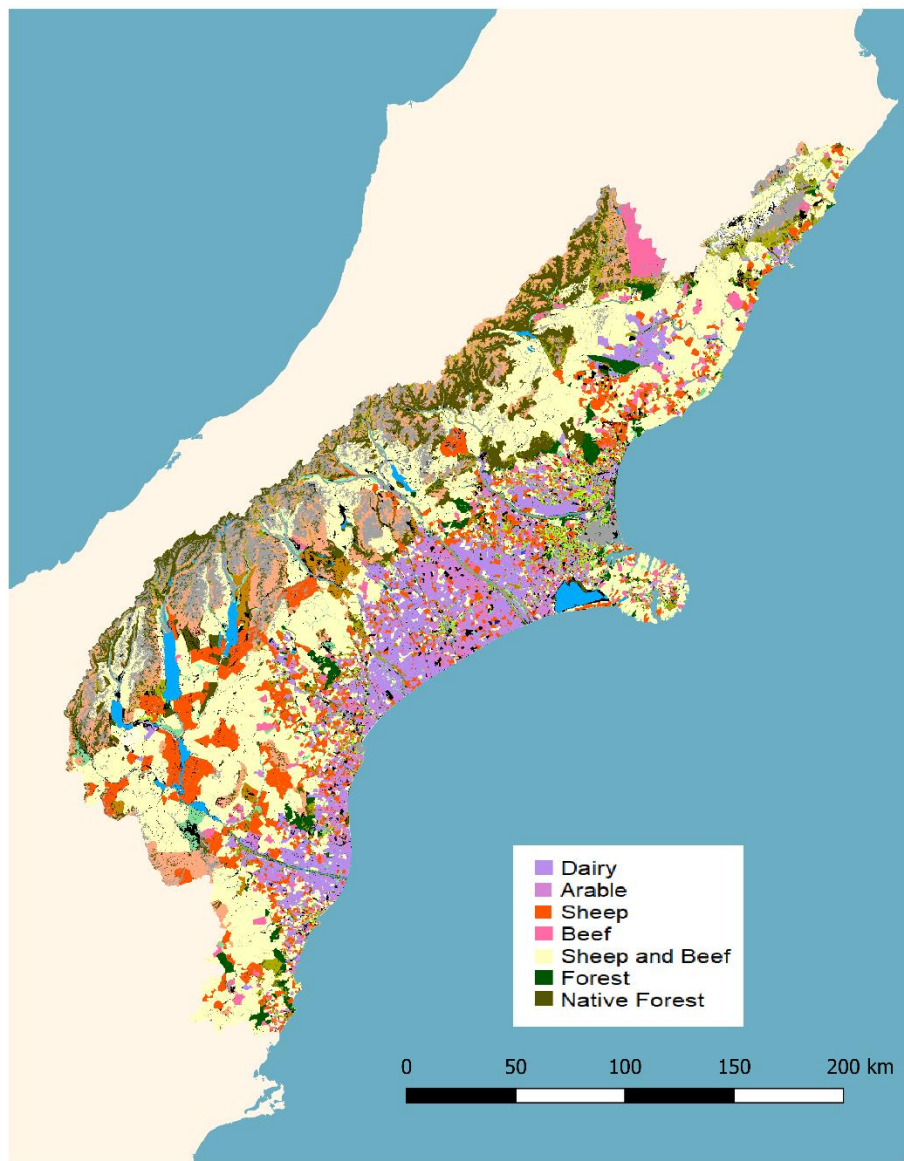 Dairy
Arable
Sheep
Beef
Sheep and Beef
Forest
Native Forest
0 50 100 150 200 km